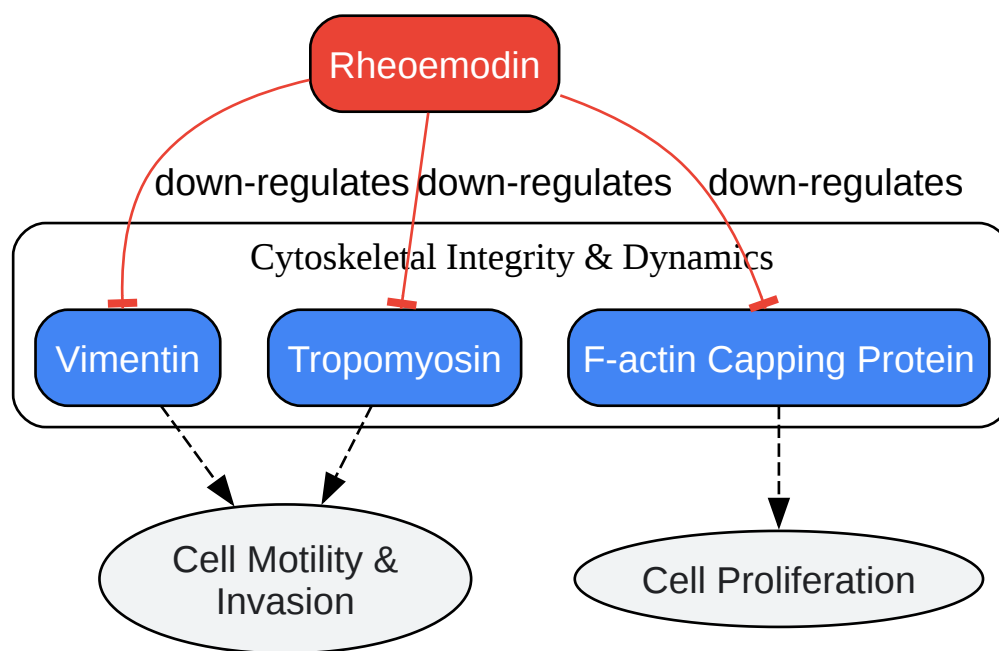 Rheoemodin
down-regulates
down-regulates
down-regulates
Cytoskeletal Integrity & Dynamics
Vimentin
Tropomyosin
F-actin Capping Protein
Cell Motility &
Invasion
Cell Proliferation